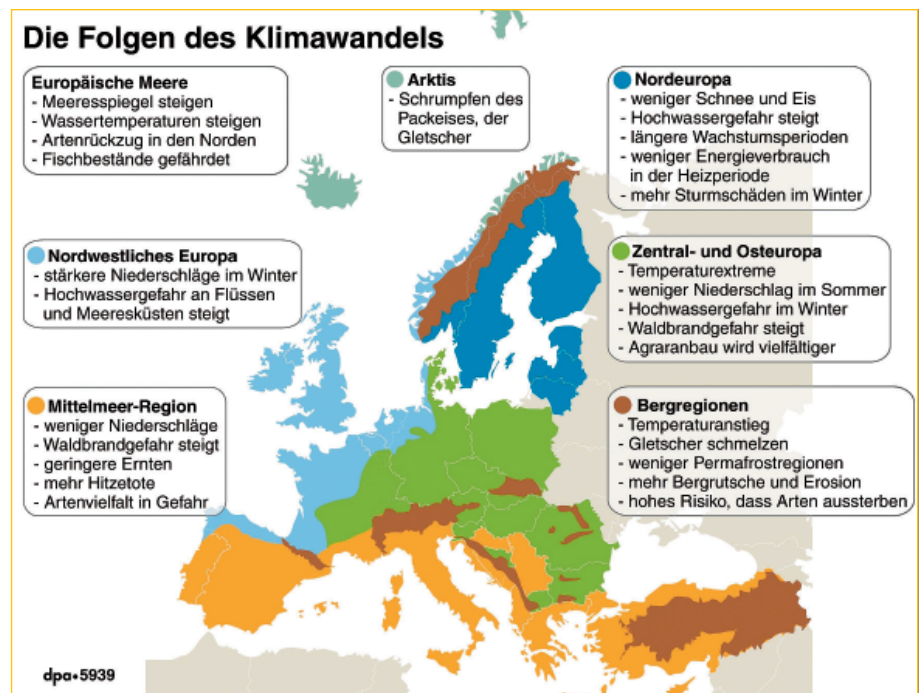 Die Folgen des Klimawandels
Europäische Meere
- Meeresspiegel steigen
- Wassertemperaturen steigen
- Artenrückzug in den Norden
- Fischbestände gefährdet
Arktis
- Schrumpfen des
Packeises, der
Gletscher
Nordeuropa
- weniger Schnee und Eis
- Hochwassergefahr steigt
- längere Wachstumsperioden
- weniger Energieverbrauch
in der Heizperiode
- mehr Sturmschäden im Winter
Nordwestliches Europa
- stärkere Niederschläge im Winter
- Hochwassergefahr an Flüssen
und Meeresküsten steigt
Zentral- und Osteuropa
- Temperaturextreme
- weniger Niederschlag im Sommer
- Hochwassergefahr im Winter
- Waldbrandgefahr steigt
- Agraranbau wird vielfältiger
Mittelmeer-Region
- weniger Niederschläge
- Waldbrandgefahr steigt
- geringere Ernten
- mehr Hitzetote
- Artenvielfalt in Gefahr
Bergregionen
- Temperaturanstieg
- Gletscher schmelzen
- weniger Permafrostregionen
- mehr Bergrutsche und Erosion
- hohes Risiko, dass Arten aussterben
dpa•5939